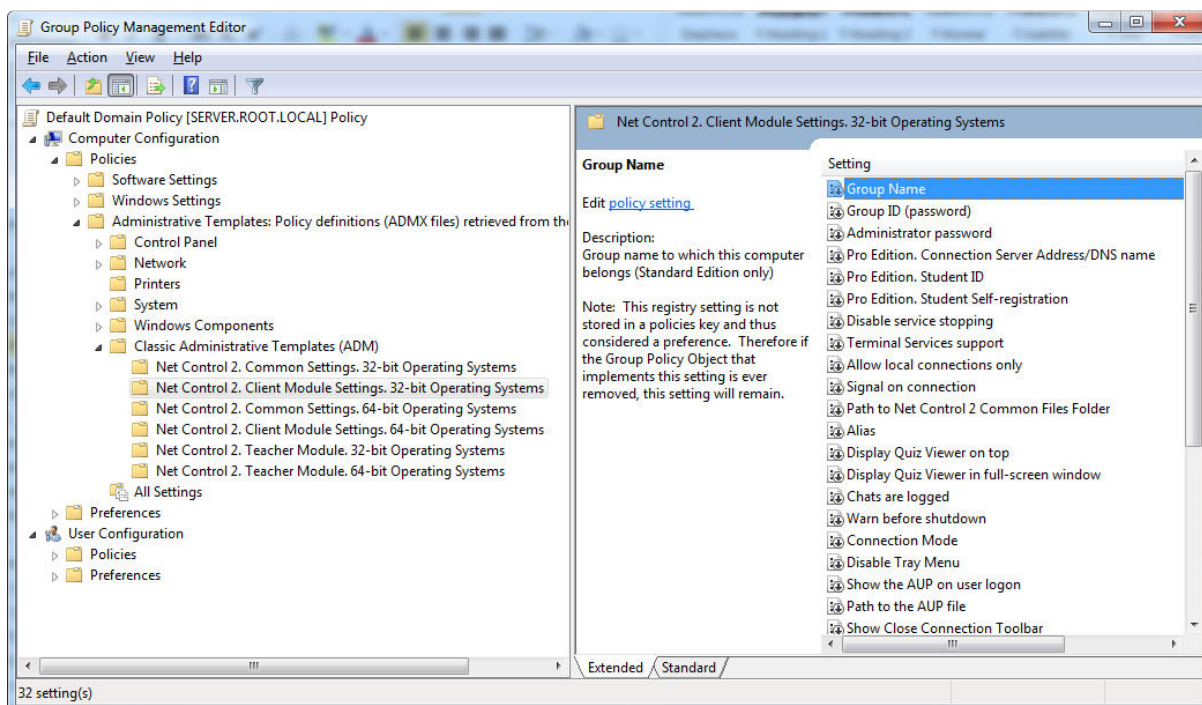 Group Policy Management Editor
File Action View Help
Default Domain Policy [SERVER.ROOT.LOCAL] Policy
Computer Configuration
Policies
Software Settings
Windows Settings
Administrative Templates: Policy definitions (ADMX files) retrieved from the
Control Panel
Network
Printers
System
Windows Components
Classic Administrative Templates (ADM)
Net Control 2. Common Settings. 32-bit Operating Systems
Net Control 2. Client Module Settings. 32-bit Operating Systems
Net Control 2. Common Settings. 64-bit Operating Systems
Net Control 2. Client Module Settings. 64-bit Operating Systems
Net Control 2. Teacher Module. 32-bit Operating Systems
Net Control 2. Teacher Module. 64-bit Operating Systems
All Settings
Preferences
User Configuration
Policies
Preferences
Net Control 2. Client Module Settings. 32-bit Operating Systems
Group Name
Edit policy setting
Description:
Group name to which this computer
belongs (Standard Edition only)
Note: This registry setting is not
stored in a policies key and thus
considered a preference. Therefore if
the Group Policy Object that
implements this setting is ever
removed, this setting will remain.
Setting
Group Name
Group ID (password)
Administrator password
Pro Edition. Connection Server Address/DNS name
Pro Edition. Student ID
Pro Edition. Student Self-registration
Disable service stopping
Terminal Services support
Allow local connections only
Signal on connection
Path to Net Control 2 Common Files Folder
Alias
Display Quiz Viewer on top
Display Quiz Viewer in full-screen window
Chats are logged
Warn before shutdown
Connection Mode
Disable Tray Menu
Show the AUP on user logon
Path to the AUP file
Show Close Connection Toolbar
Extended Standard
32 setting(s)